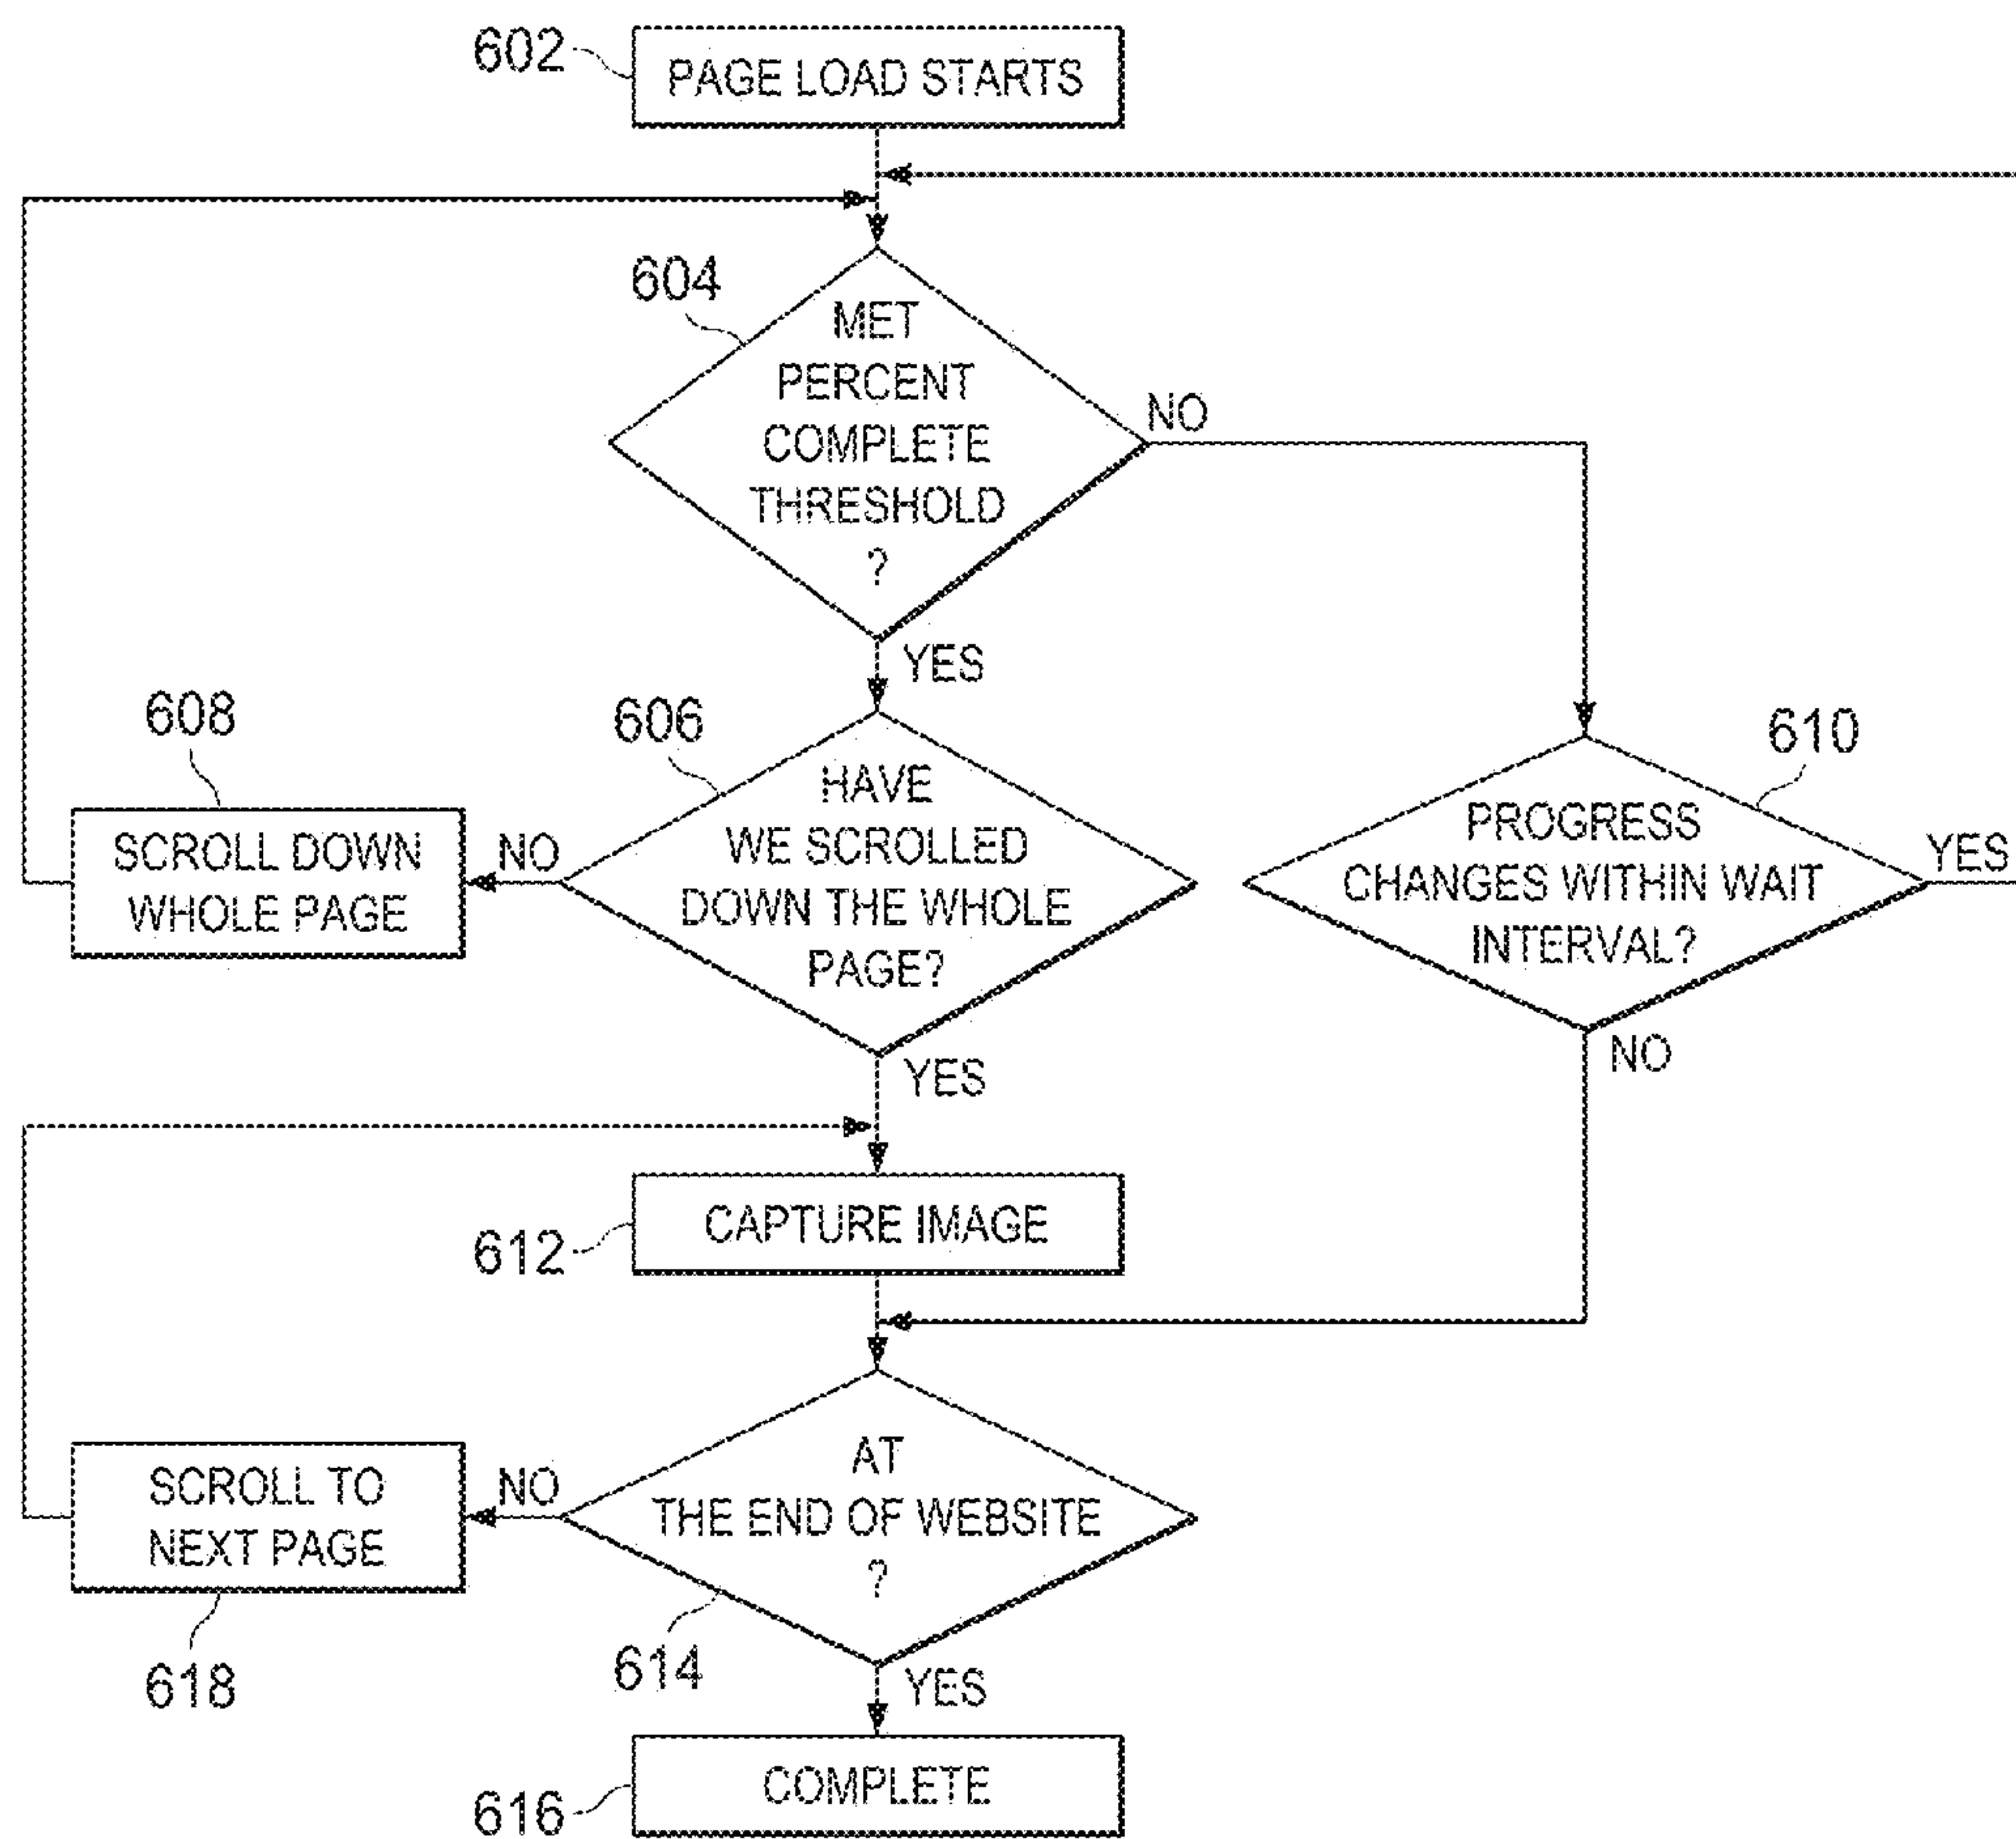 602
PAGE LOAD STARTS
604
MET
PERCENT
COMPLETE
THRESHOLD
?
NO
YES
608
606
610
SCROLL DOWN
WHOLE PAGE
NO
HAVE
WE SCROLLED
DOWN THE WHOLE
PAGE?
PROGRESS
CHANGES WITHIN WAIT
INTERVAL?
YES
NO
YES
612
CAPTURE IMAGE
SCROLL TO
NEXT PAGE
NO
AT
THE END OF WEBSITE
?
618
614
YES
616
COMPLETE